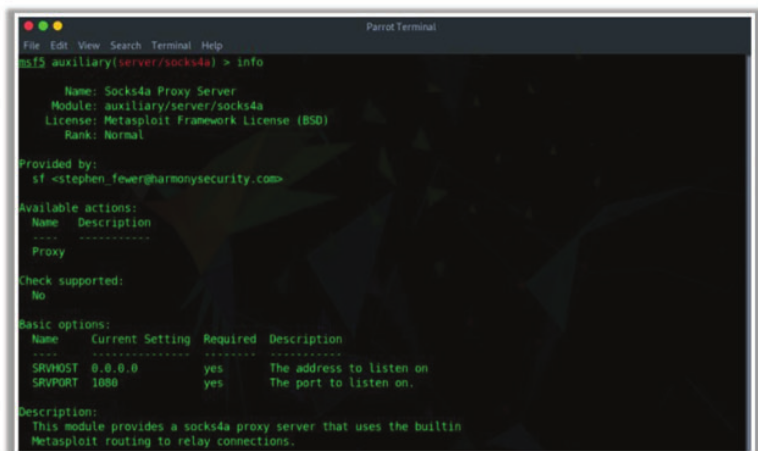 Parrot Terminal
File Edit View Search Terminal Help
msf5 auxiliary(server/socks4a) > info
Name: Socks4a Proxy Server
Module: auxiliary/server/socks4a
License: Metasploit Framework License (BSD)
Rank: Normal
Provided by:
sf <stephen_fewer@harmonysecurity.com>
Available actions:
Name Description
---- -----------
Proxy
Check supported:
No
Basic options:
Name Current Setting Required Description
---- --------------- -------- -----------
SRVHOST 0.0.0.0 yes The address to listen on
SRVPORT 1080 yes The port to listen on.
Description:
This module provides a socks4a proxy server that uses the builtin
Metasploit routing to relay connections.